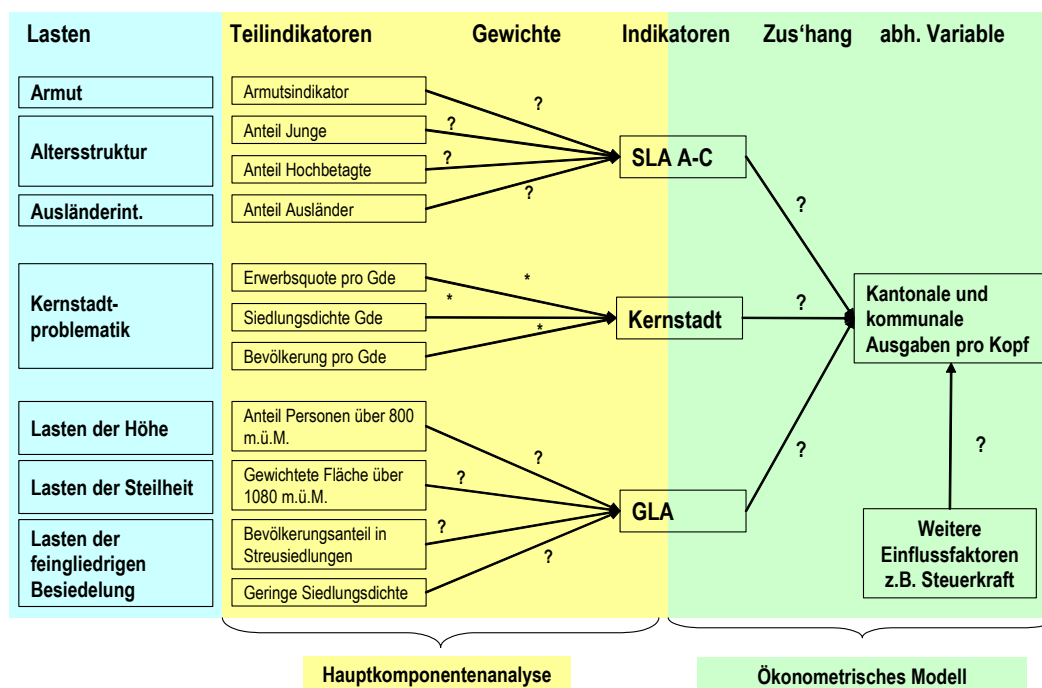 Lasten
Teilindikatoren
Gewichte
Indikatoren
Zus‘hang
abh. Variable
Armut
Altersstruktur
Ausländerint.
Kernstadt-
problematik
Lasten der Höhe
Lasten der Steilheit
Lasten der
feingliedrigen
Besiedelung
Armutsindikator
Anteil Junge
Anteil Hochbetagte
Anteil Ausländer
Erwerbsquote pro Gde
Siedlungsdichte Gde
Bevölkerung pro Gde
Anteil Personen über 800
m.ü.M.
Gewichtete Fläche über
1080 m.ü.M.
Bevölkerungsanteil in
Streusiedlungen
Geringe Siedlungsdichte
?
?
?
?
*
*
*
?
?
?
?
SLA A-C
Kernstadt
GLA
?
?
?
Kantonale und
kommunale
Ausgaben pro Kopf
?
Weitere
Einflussfaktoren
z.B. Steuerkraft
Hauptkomponentenanalyse
Ökonometrisches Modell